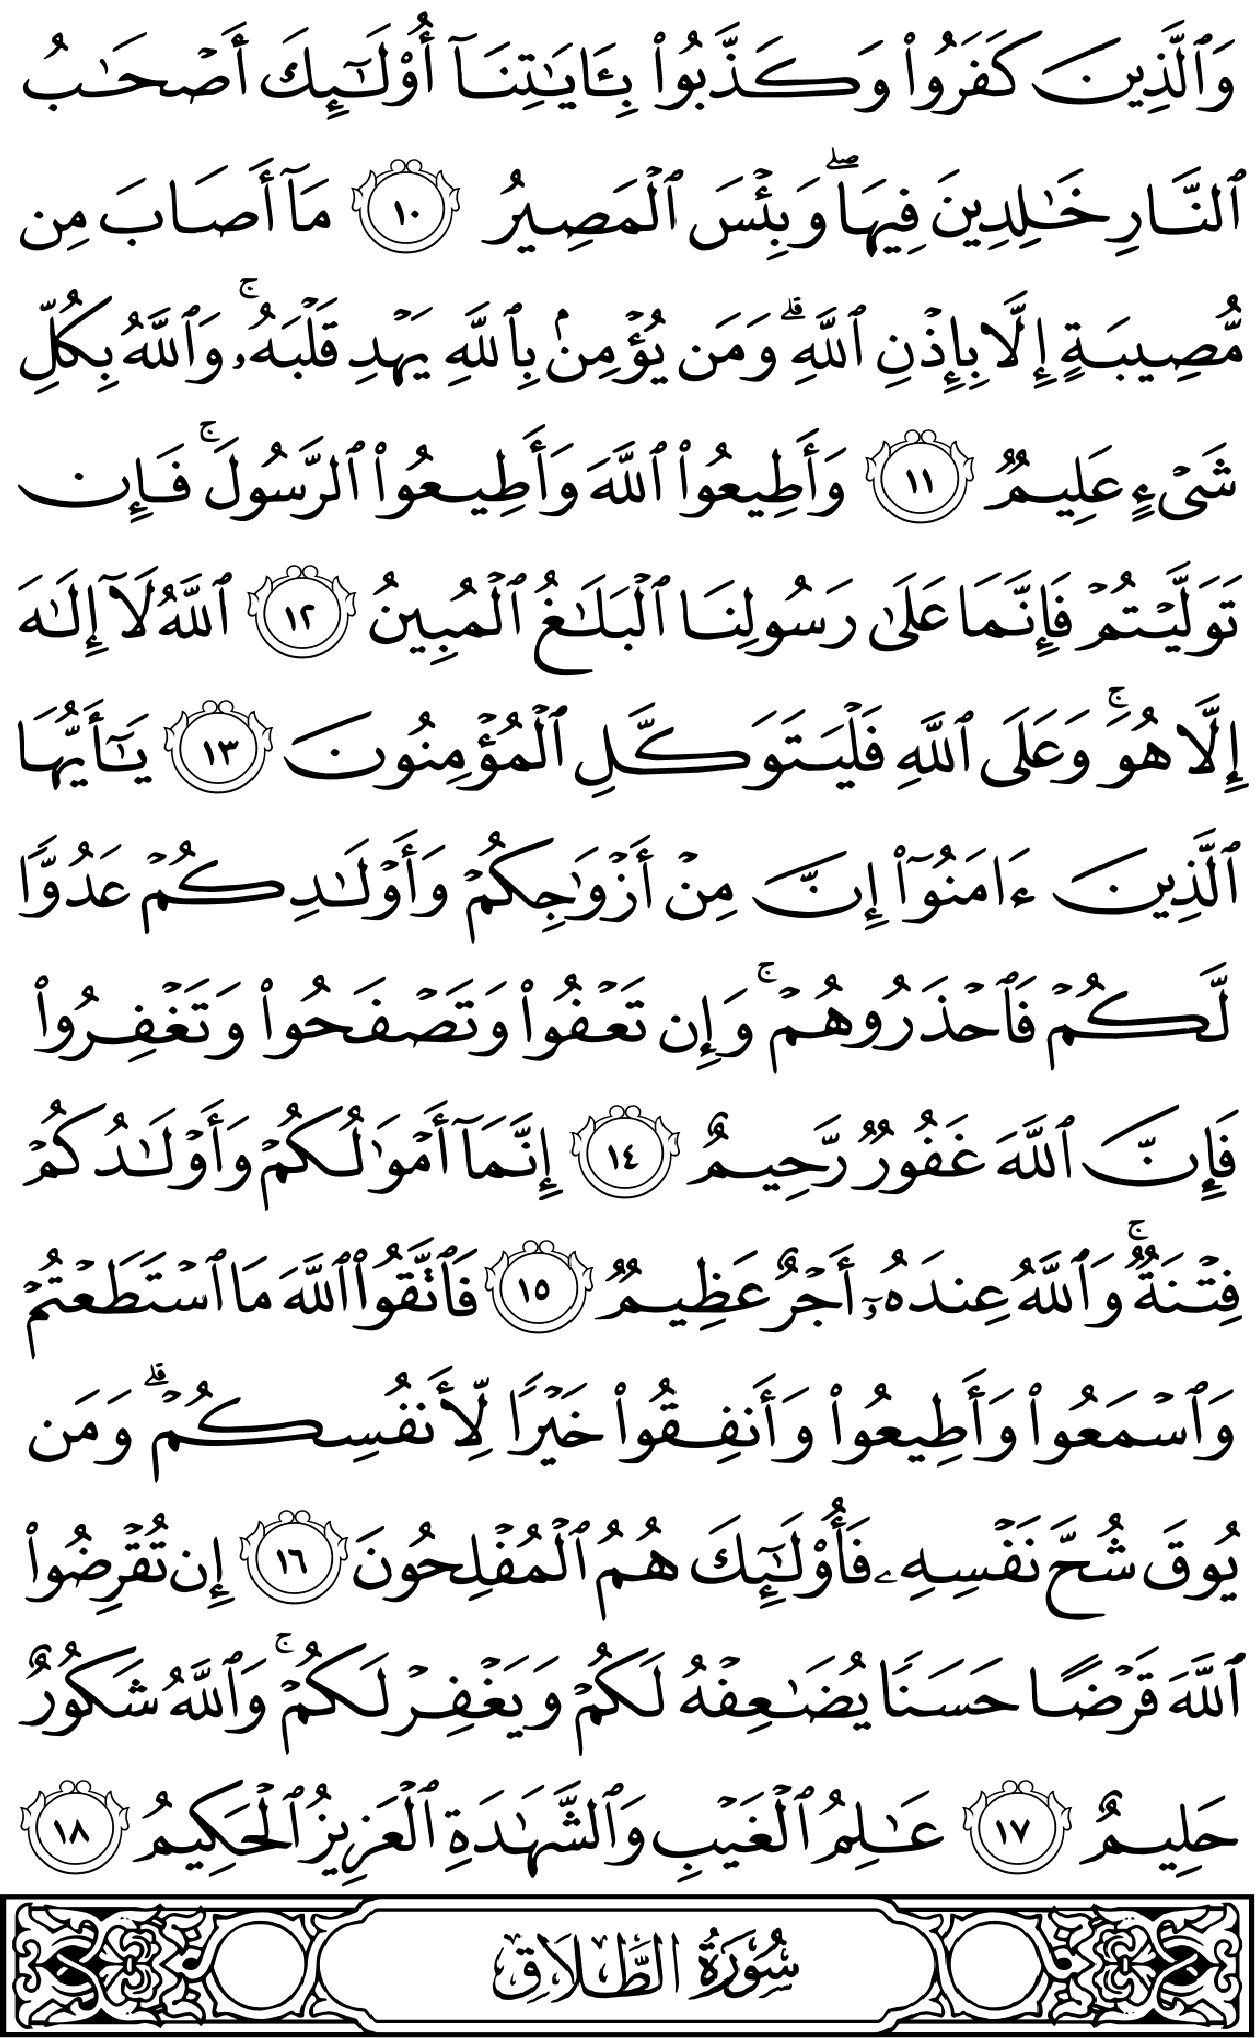 وَٱلَّذِينَ كَفَرُوا۟ وَكَذَّبُوا۟ بِـَٔايَـٰتِنَآ أُو۟لَـٰٓئِكَ أَصْحَـٰبُ
ٱلنَّارِ خَـٰلِدِينَ فِيهَا ۖ وَبِئْسَ ٱلْمَصِيرُ ١٠ مَآ أَصَابَ مِن
مُّصِيبَةٍ إِلَّا بِإِذْنِ ٱللَّهِ ۗ وَمَن يُؤْمِنۢ بِٱللَّهِ يَهْدِ قَلْبَهُۥ ۚ وَٱللَّهُ بِكُلِّ
شَىْءٍ عَلِيمٌ ١١ وَأَطِيعُوا۟ ٱللَّهَ وَأَطِيعُوا۟ ٱلرَّسُولَ ۚ فَإِن
تَوَلَّيْتُمْ فَإِنَّمَا عَلَىٰ رَسُولِنَا ٱلْبَلَـٰغُ ٱلْمُبِينُ ١٢ ٱللَّهُ لَآ إِلَـٰهَ
إِلَّا هُوَ ۚ وَعَلَى ٱللَّهِ فَلْيَتَوَكَّلِ ٱلْمُؤْمِنُونَ ١٣ يَـٰٓأَيُّهَا
ٱلَّذِينَ ءَامَنُوٓا۟ إِنَّ مِنْ أَزْوَٰجِكُمْ وَأَوْلَـٰدِكُمْ عَدُوًّا
لَّكُمْ فَٱحْذَرُوهُمْ ۚ وَإِن تَعْفُوا۟ وَتَصْفَحُوا۟ وَتَغْفِرُوا۟
فَإِنَّ ٱللَّهَ غَفُورٌ رَّحِيمٌ ١٤ إِنَّمَآ أَمْوَٰلُكُمْ وَأَوْلَـٰدُكُمْ
فِتْنَةٌ ۚ وَٱللَّهُ عِندَهُۥٓ أَجْرٌ عَظِيمٌ ١٥ فَٱتَّقُوا۟ ٱللَّهَ مَا ٱسْتَطَعْتُمْ
وَٱسْمَعُوا۟ وَأَطِيعُوا۟ وَأَنفِقُوا۟ خَيْرًا لِّأَنفُسِكُمْ ۗ وَمَن
يُوقَ شُحَّ نَفْسِهِۦ فَأُو۟لَـٰٓئِكَ هُمُ ٱلْمُفْلِحُونَ ١٦ إِن تُقْرِضُوا۟
ٱللَّهَ قَرْضًا حَسَنًا يُضَـٰعِفْهُ لَكُمْ وَيَغْفِرْ لَكُمْ ۚ وَٱللَّهُ شَكُورٌ
حَلِيمٌ ١٧ عَـٰلِمُ ٱلْغَيْبِ وَٱلشَّهَـٰدَةِ ٱلْعَزِيزُ ٱلْحَكِيمُ ١٨
سُورَةُ الطَّلَاقِ